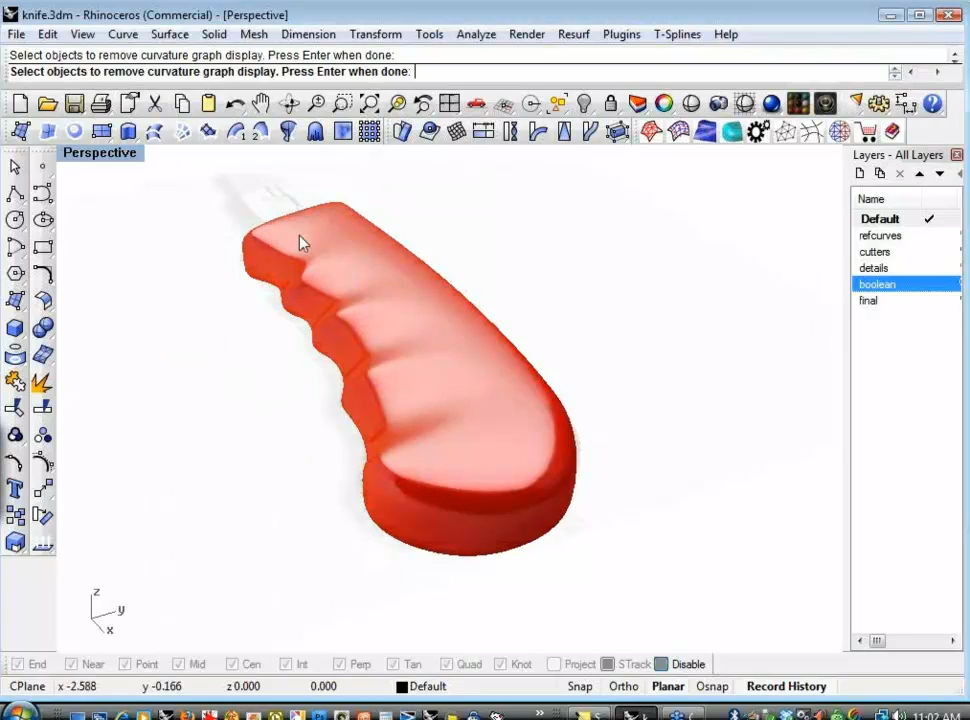 knife.3dm - Rhinoceros (Commercial) - [Perspective]
File Edit View Curve Surface Solid Mesh Dimension Transform Tools Analyze Render Resurf Plugins T-Splines Help
Select objects to remove curvature graph display. Press Enter when done:
Select objects to remove curvature graph display. Press Enter when done:
Perspective
Layers - All Layers
Name
Default
refcurves
cutters
details
boolean
final
z
y
x
End Near Point Mid Cen Int Perp Tan Quad Knot Project STrack Disable
CPlane x -2.588 y -0.166 z 0.000 0.000 Default Snap Ortho Planar Osnap Record History
11:02 AM